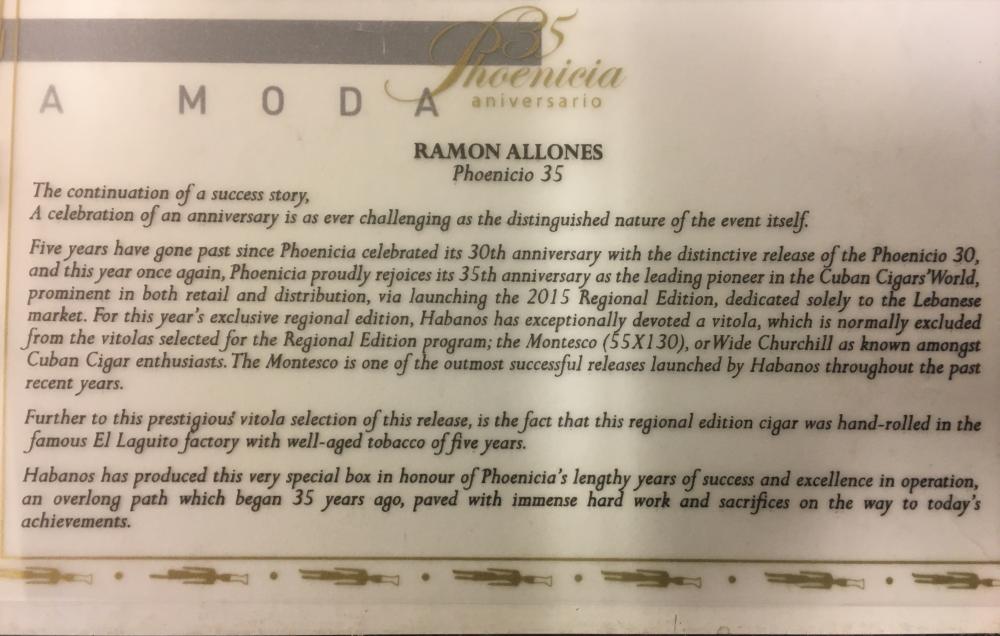 35
Phoenicia
aniversario
A MODA
RAMON ALLONES
Phoenicio 35
The continuation of a success story,
A celebration of an anniversary is as ever challenging as the distinguished nature of the event itself.
Five years have gone past since Phoenicia celebrated its 30th anniversary with the distinctive release of the Phoenicio 30,
and this year once again, Phoenicia proudly rejoices its 35th anniversary as the leading pioneer in the Cuban Cigars'World,
prominent in both retail and distribution, via launching the 2015 Regional Edition, dedicated solely to the Lebanese
market. For this year's exclusive regional edition, Habanos has exceptionally devoted a vitola, which is normally excluded
from the vitolas selected for the Regional Edition program; the Montesco (55X130), or Wide Churchill as known amongst
Cuban Cigar enthusiasts. The Montesco is one of the outmost successful releases launched by Habanos throughout the past
recent years.
Further to this prestigious vitola selection of this release, is the fact that this regional edition cigar was hand-rolled in the
famous El Laguito factory with well-aged tobacco of five years.
Habanos has produced this very special box in honour of Phoenicia's lengthy years of success and excellence in operation,
an overlong path which began 35 years ago, paved with immense hard work and sacrifices on the way to today's
achievements.